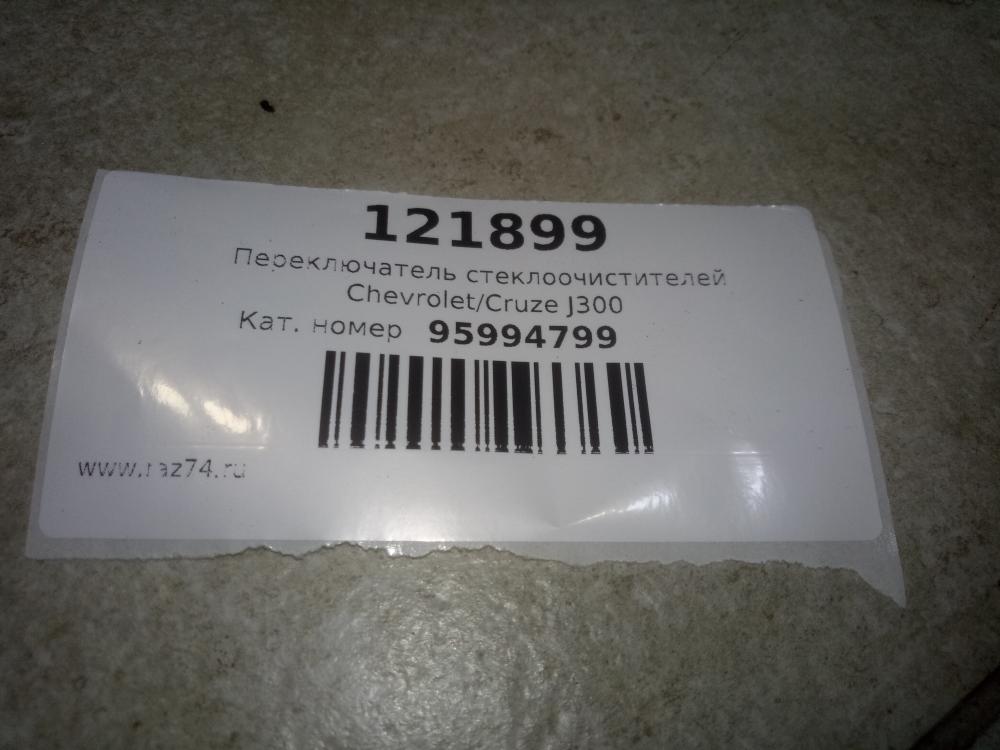 121899
Переключатель стеклоочистителей
Chevrolet/Cruze J300
Кат. номер 95994799
www.raz74.ru